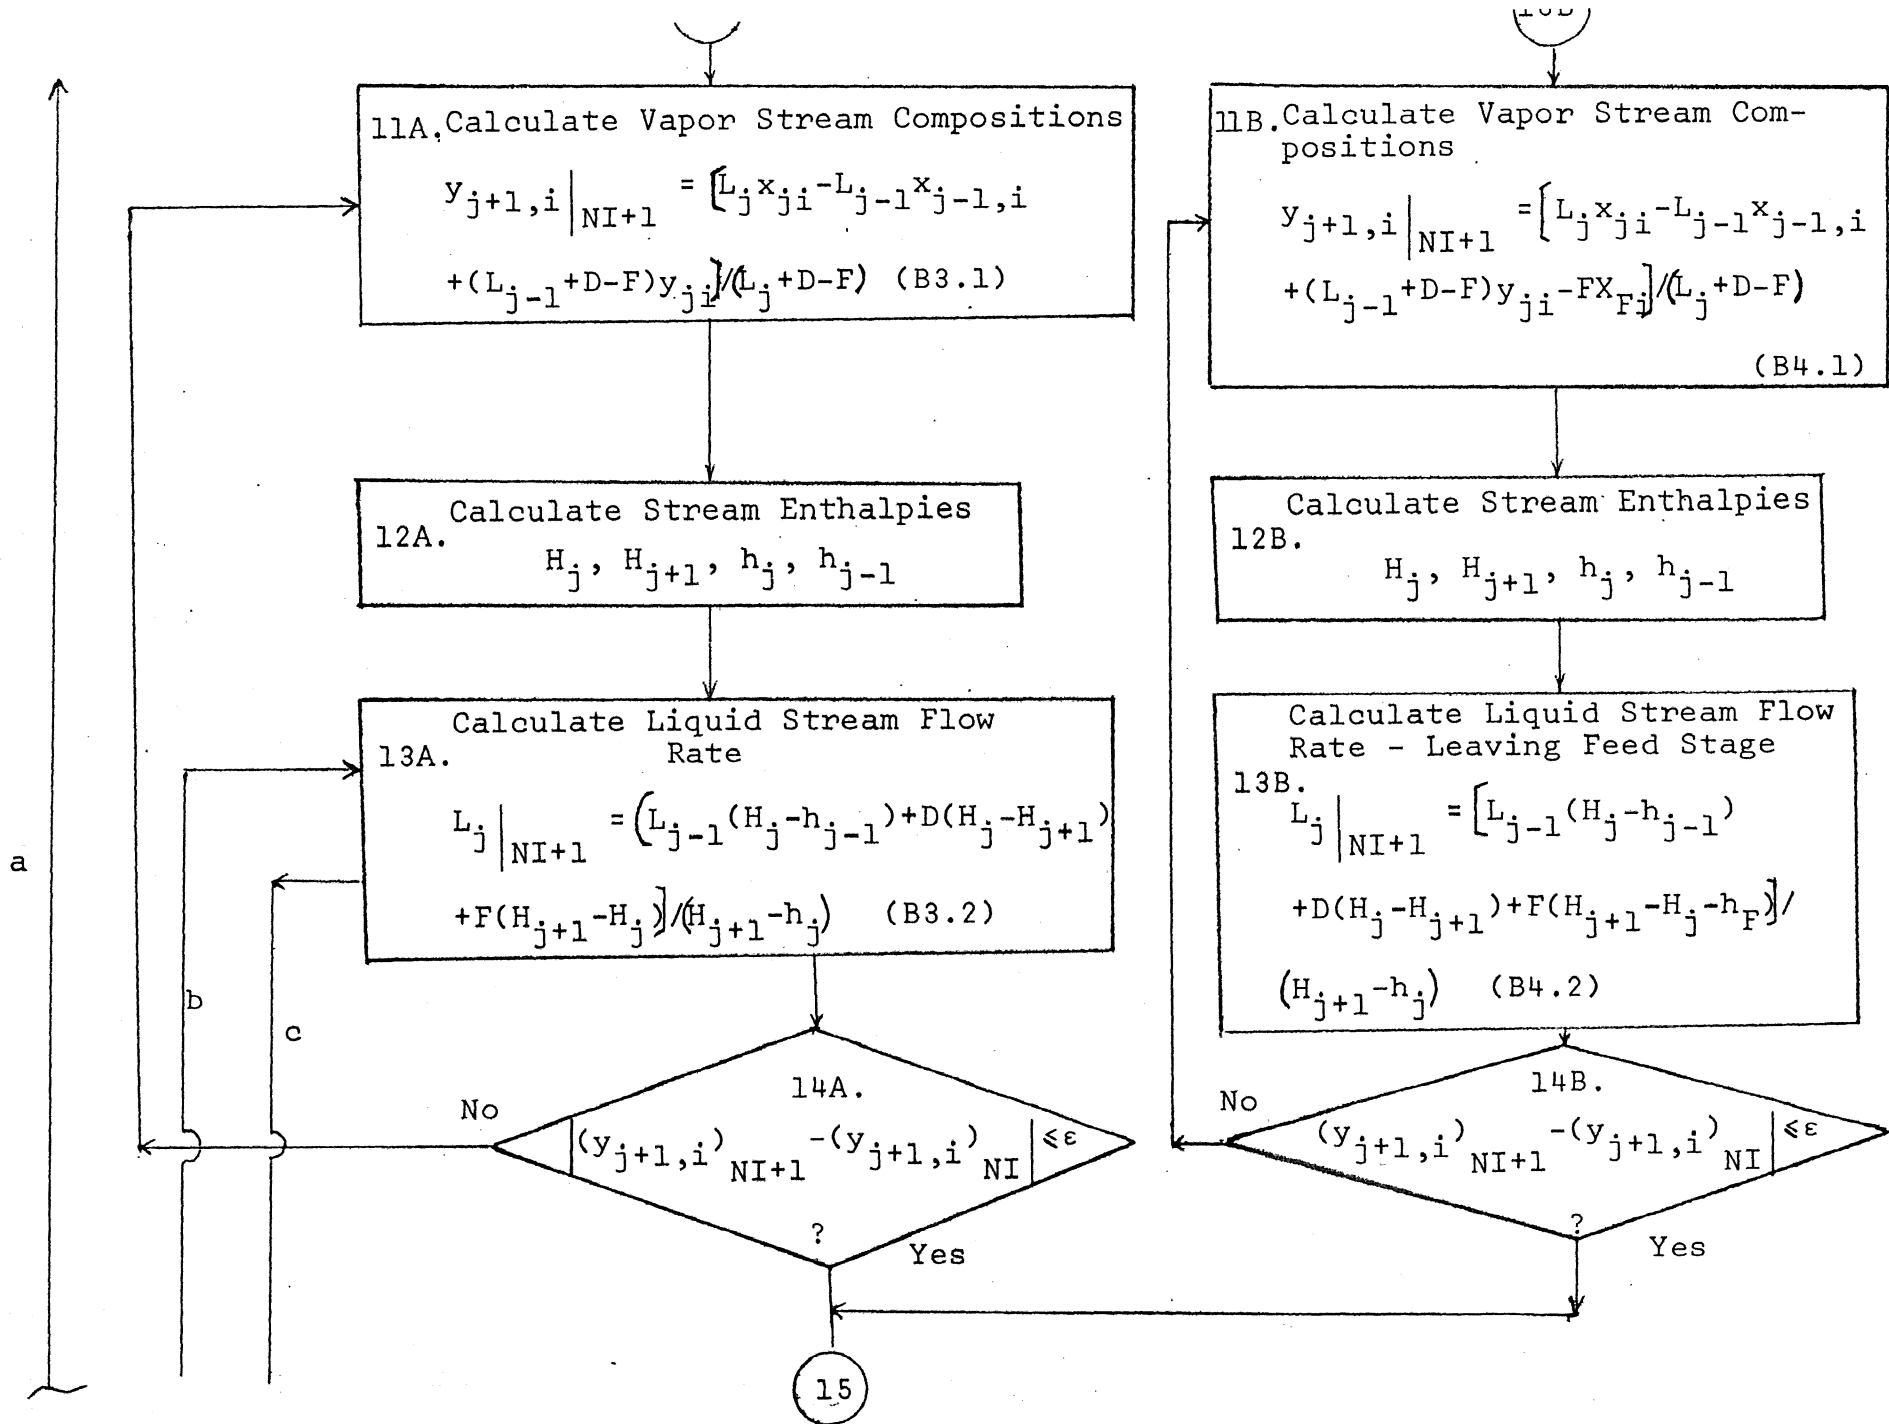 11A. Calculate Vapor Stream Compositions
y_{j+1,i}|_{NI+1} = [L_j x_{ji}-L_{j-1}x_{j-1,i}
+(L_{j-1}+D-F)y_{ji}]/(L_j+D-F) (B3.1)
12A. Calculate Stream Enthalpies
H_j, H_{j+1}, h_j, h_{j-1}
13A. Calculate Liquid Stream Flow
Rate
L_j|_{NI+1} = (L_{j-1}(H_j-h_{j-1})+D(H_j-H_{j+1})
+F(H_{j+1}-H_j)]/(H_{j+1}-h_j) (B3.2)
14A.
No
|(y_{j+1,i})_{NI+1} -(y_{j+1,i})_{NI}| ≤ε
?
Yes
11B. Calculate Vapor Stream Com-
positions
y_{j+1,i}|_{NI+1} =[L_j x_{ji}-L_{j-1}x_{j-1,i}
+(L_{j-1}+D-F)y_{ji}-FX_{Fi}]/(L_j+D-F)
(B4.1)
12B. Calculate Stream Enthalpies
H_j, H_{j+1}, h_j, h_{j-1}
13B. Calculate Liquid Stream Flow
Rate - Leaving Feed Stage
L_j|_{NI+1} =[L_{j-1}(H_j-h_{j-1})
+D(H_j-H_{j+1})+F(H_{j+1}-H_j-h_F)]/
(H_{j+1}-h_j) (B4.2)
14B.
No
(y_{j+1,i})_{NI+1} -(y_{j+1,i})_{NI}| ≤ε
?
Yes
a
b
c
15